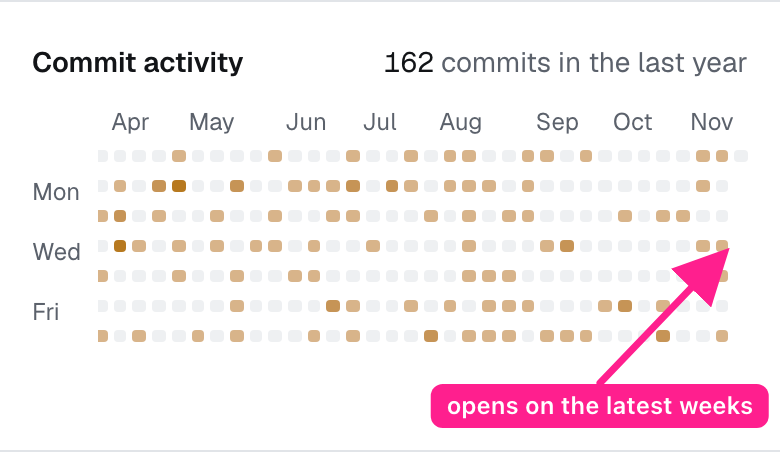 Commit activity
162 commits in the last year
Apr May Jun Jul Aug Sep Oct Nov
Mon
Wed
Fri
opens on the latest weeks